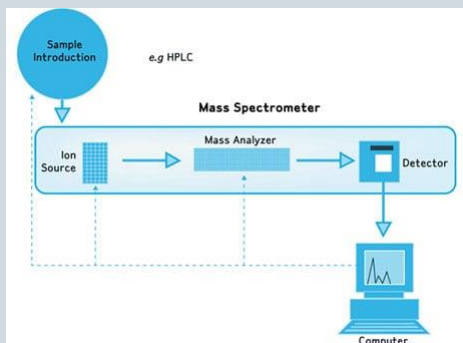 Sample
Introduction
e.g HPLC
Mass Spectrometer
Ion
Source
Mass Analyzer
Detector
Computer